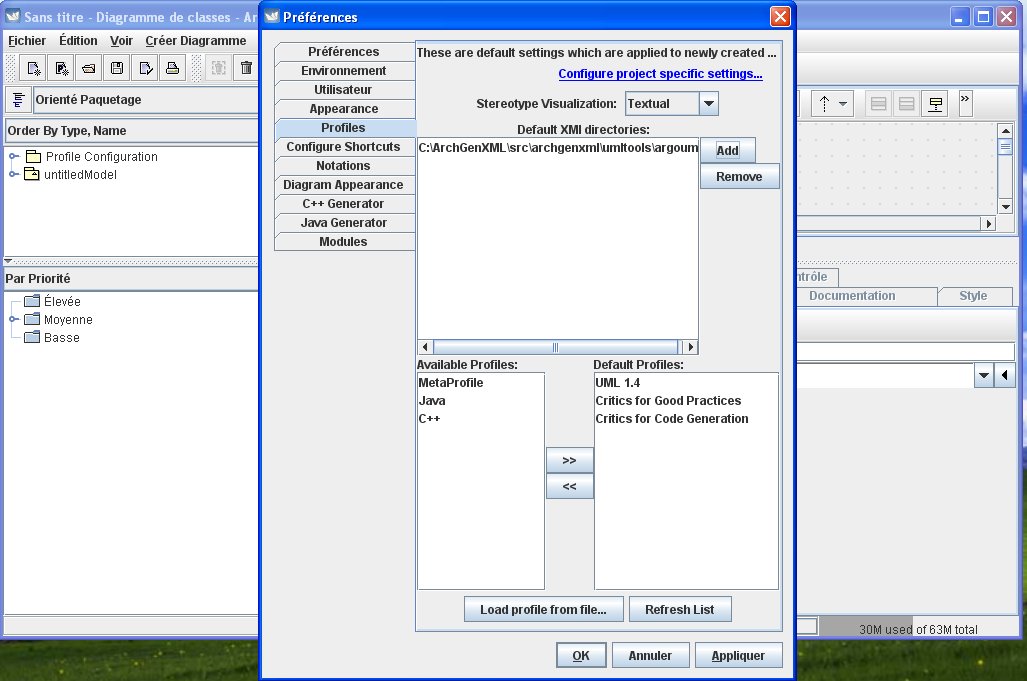 Sans titre - Diagramme de classes - Ar
Préférences
Fichier Édition Voir Créer Diagramme
Orienté Paquetage
Order By Type, Name
Profile Configuration
untitledModel
Par Priorité
Élevée
Moyenne
Basse
Préférences
Environnement
Utilisateur
Appearance
Profiles
Configure Shortcuts
Notations
Diagram Appearance
C++ Generator
Java Generator
Modules
These are default settings which are applied to newly created ...
Configure project specific settings...
Stereotype Visualization: Textual
Default XMI directories:
C:\ArchGenXML\src\archgenxml\umltools\argoum
Add
Remove
Available Profiles:
MetaProfile
Java
C++
>>
<<
Default Profiles:
UML 1.4
Critics for Good Practices
Critics for Code Generation
Load profile from file... Refresh List
OK Annuler Appliquer
»
ntrôle
Documentation Style
30M used of 63M total